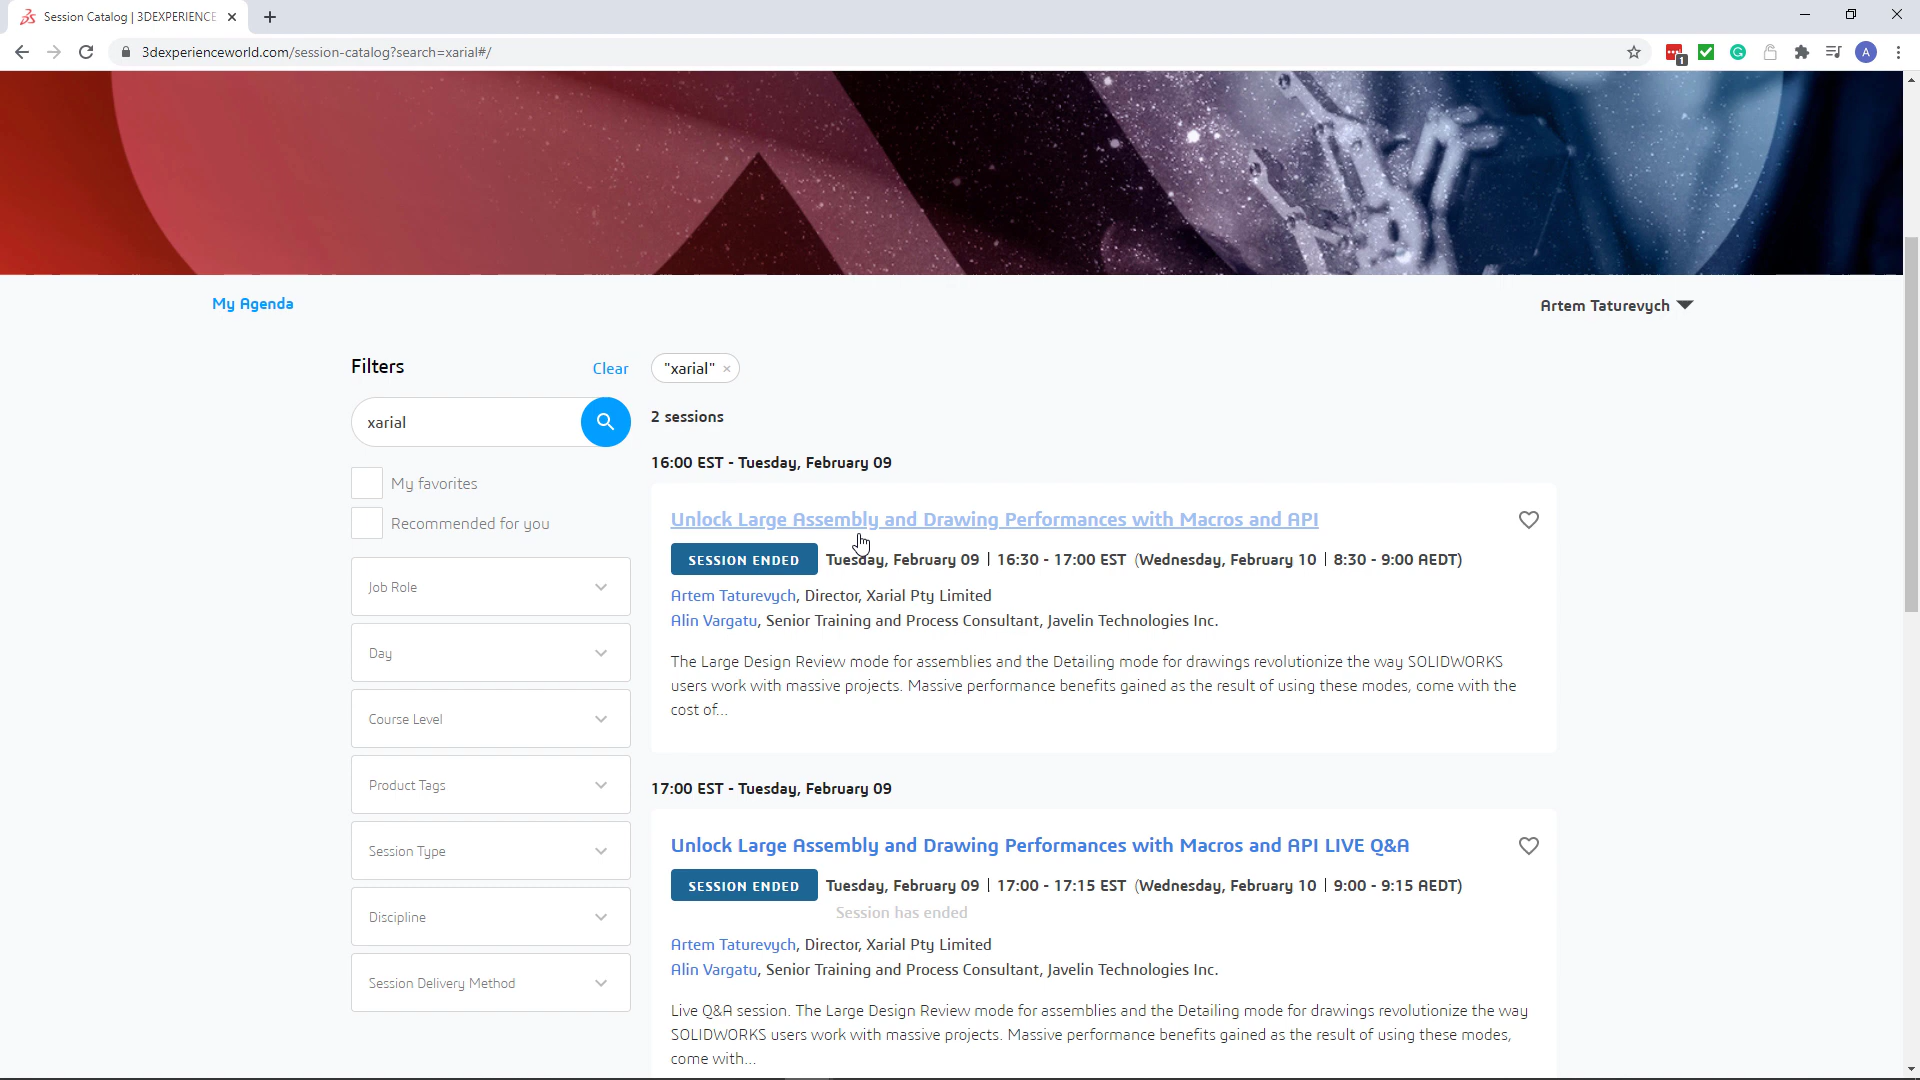 Session Catalog | 3DEXPERIENCE
3dexperienceworld.com/session-catalog?search=xarial#/
1
A
My Agenda
Artem Taturevych
Filters
Clear
"xarial" ×
xarial
2 sessions
16:00 EST - Tuesday, February 09
My favorites
Recommended for you
Unlock Large Assembly and Drawing Performances with Macros and API
SESSION ENDED Tuesday, February 09 | 16:30 - 17:00 EST (Wednesday, February 10 | 8:30 - 9:00 AEDT)
Artem Taturevych, Director, Xarial Pty Limited
Alin Vargatu, Senior Training and Process Consultant, Javelin Technologies Inc.
The Large Design Review mode for assemblies and the Detailing mode for drawings revolutionize the way SOLIDWORKS
users work with massive projects. Massive performance benefits gained as the result of using these modes, come with the
cost of...
Job Role
Day
Course Level
Product Tags
Session Type
Discipline
Session Delivery Method
17:00 EST - Tuesday, February 09
Unlock Large Assembly and Drawing Performances with Macros and API LIVE Q&A
SESSION ENDED Tuesday, February 09 | 17:00 - 17:15 EST (Wednesday, February 10 | 9:00 - 9:15 AEDT)
Session has ended
Artem Taturevych, Director, Xarial Pty Limited
Alin Vargatu, Senior Training and Process Consultant, Javelin Technologies Inc.
Live Q&A session. The Large Design Review mode for assemblies and the Detailing mode for drawings revolutionize the way
SOLIDWORKS users work with massive projects. Massive performance benefits gained as the result of using these modes,
come with...